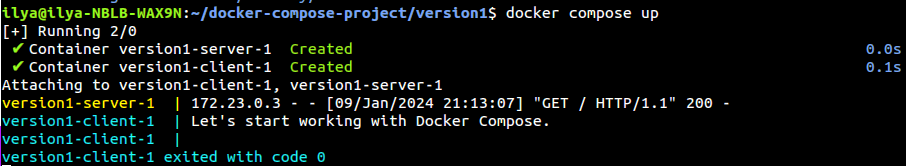 ilya@ilya-NBLB-WAX9N:~/docker-compose-project/version1$ docker compose up
[+] Running 2/0
✔ Container version1-server-1  Created 0.0s
✔ Container version1-client-1  Created 0.1s
Attaching to version1-client-1, version1-server-1
version1-server-1  | 172.23.0.3 - - [09/Jan/2024 21:13:07] "GET / HTTP/1.1" 200 -
version1-client-1  | Let's start working with Docker Compose.
version1-client-1  |
version1-client-1 exited with code 0